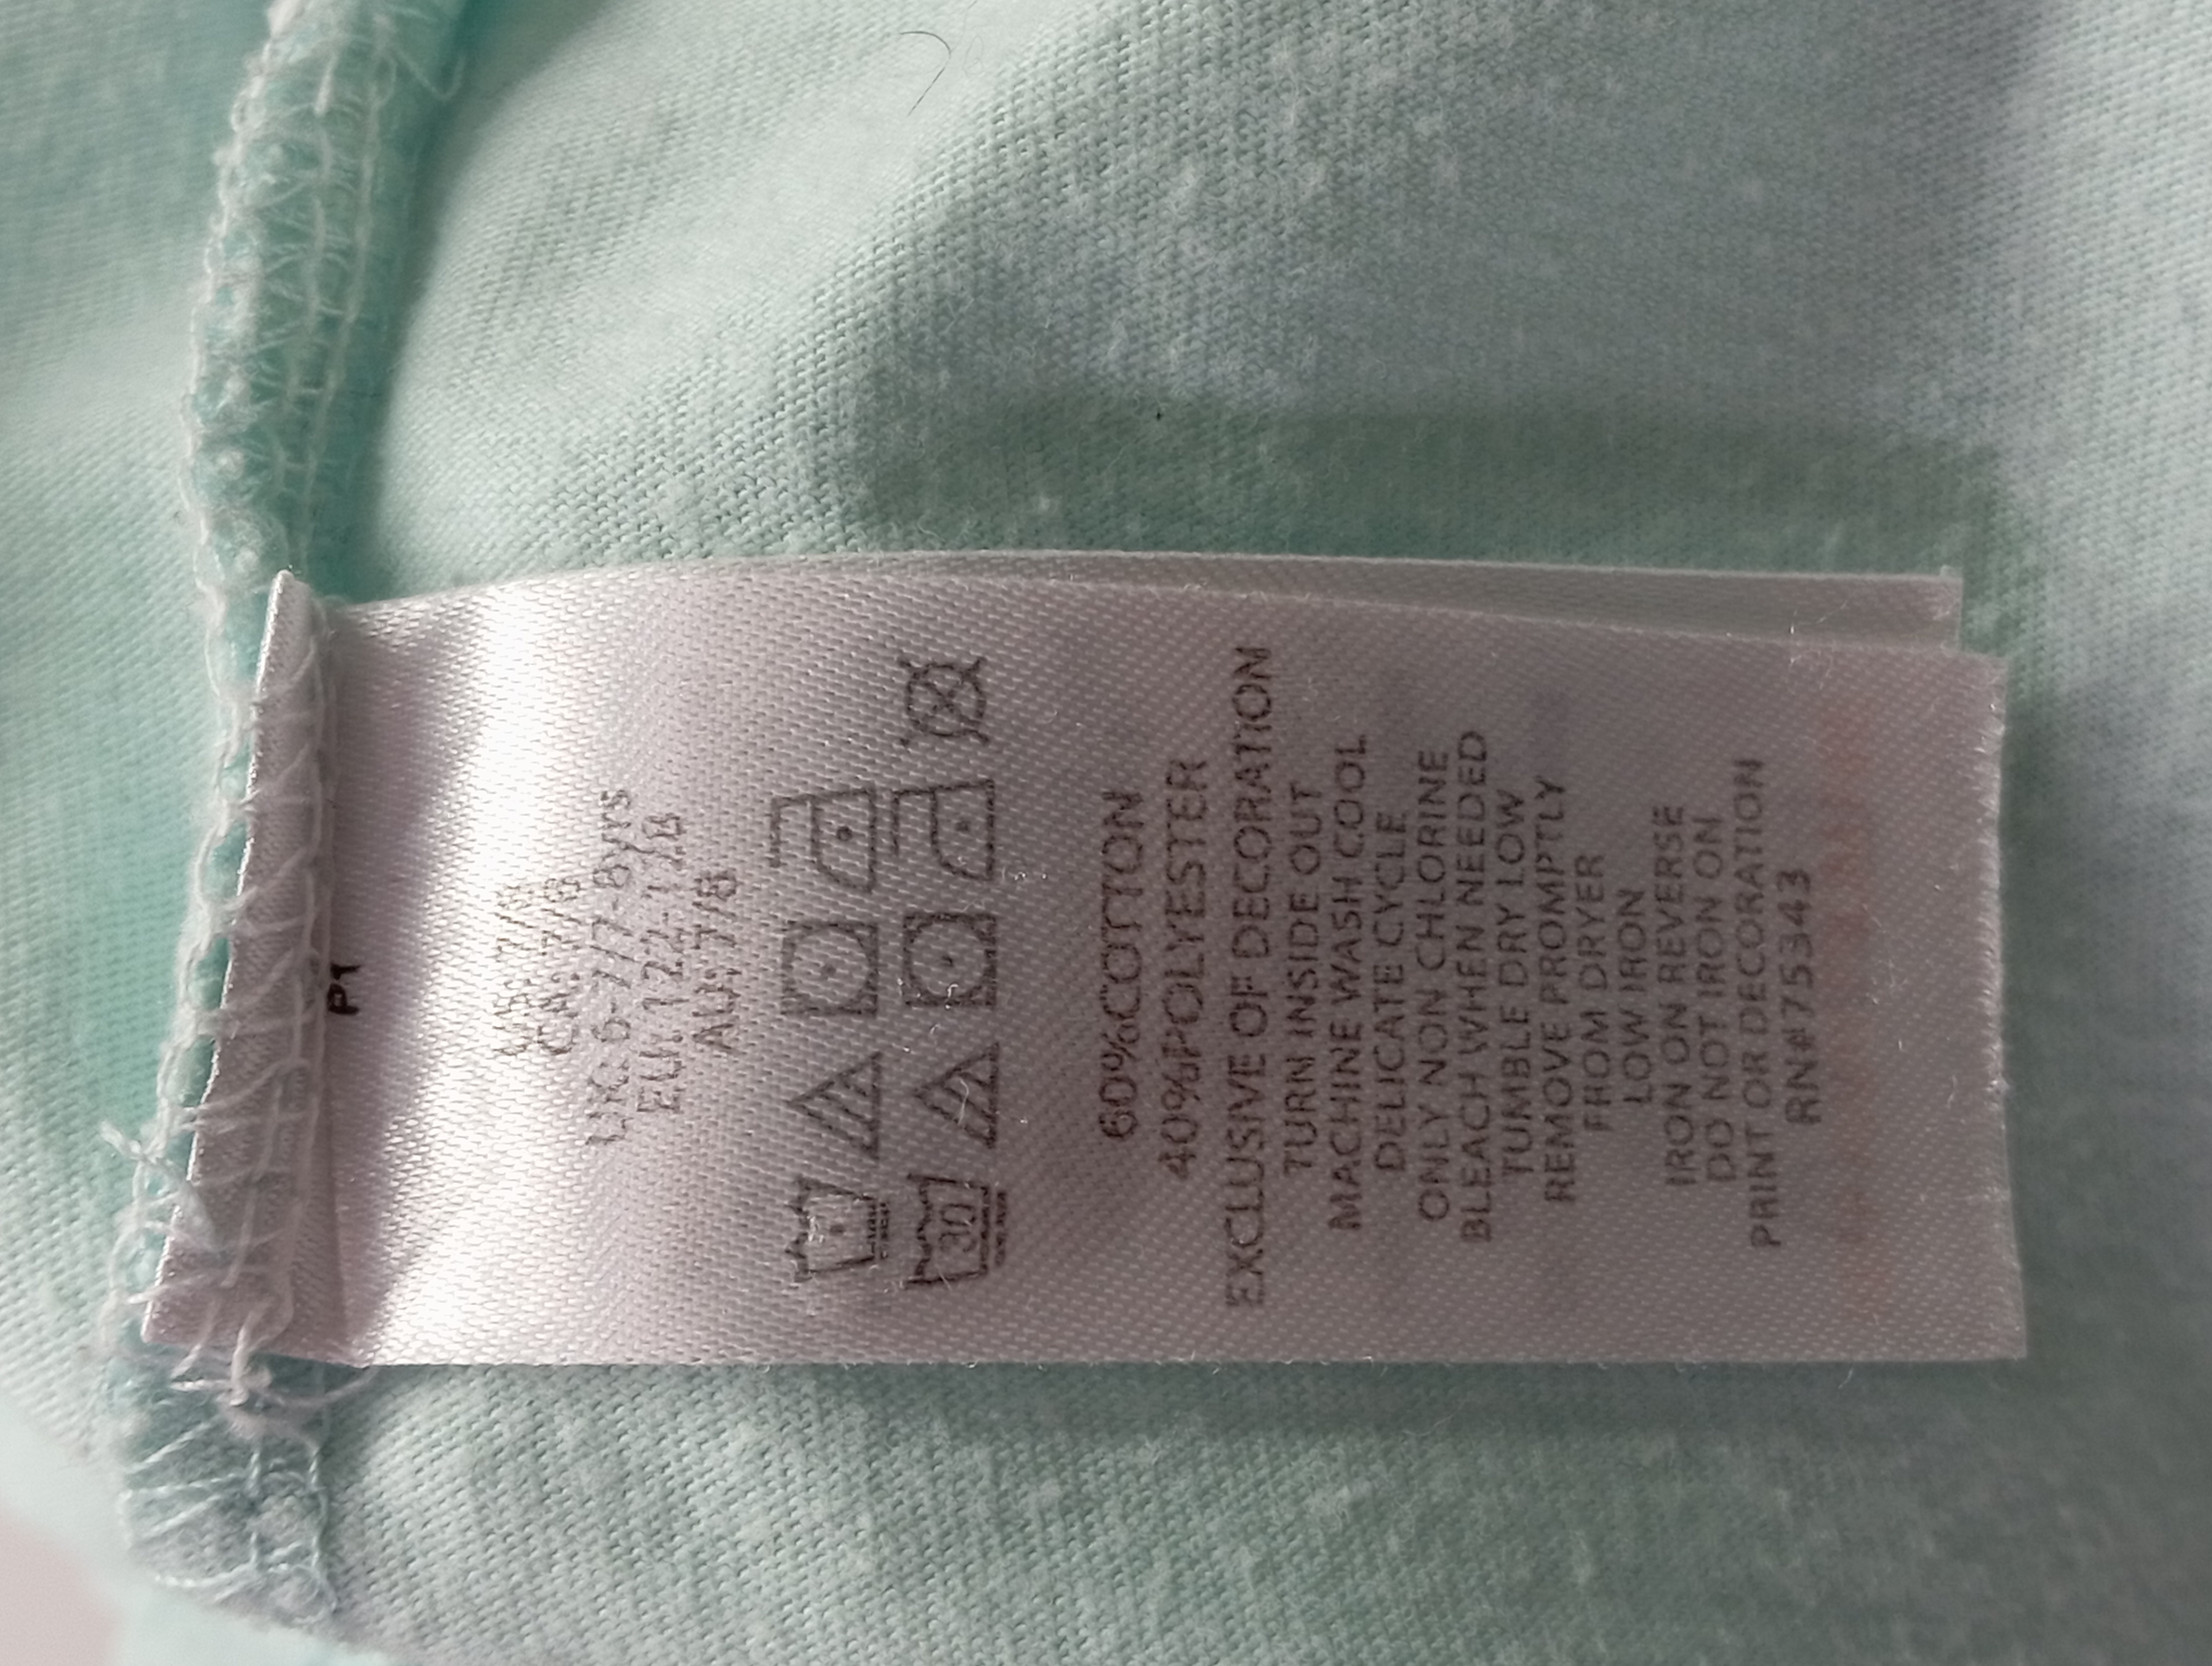 P1
US:7/8
CA:7/8
UK:6-7/7-8yrs
EU:122-128
AU:7/8
30
60%COTTON
40%POLYESTER
EXCLUSIVE OF DECORATION
TURN INSIDE OUT
MACHINE WASH COOL
DELICATE CYCLE
ONLY NON CHLORINE
BLEACH WHEN NEEDED
TUMBLE DRY LOW
REMOVE PROMPTLY
FROM DRYER
LOW IRON
IRON ON REVERSE
DO NOT IRON ON
PRINT OR DECORATION
RN#75343